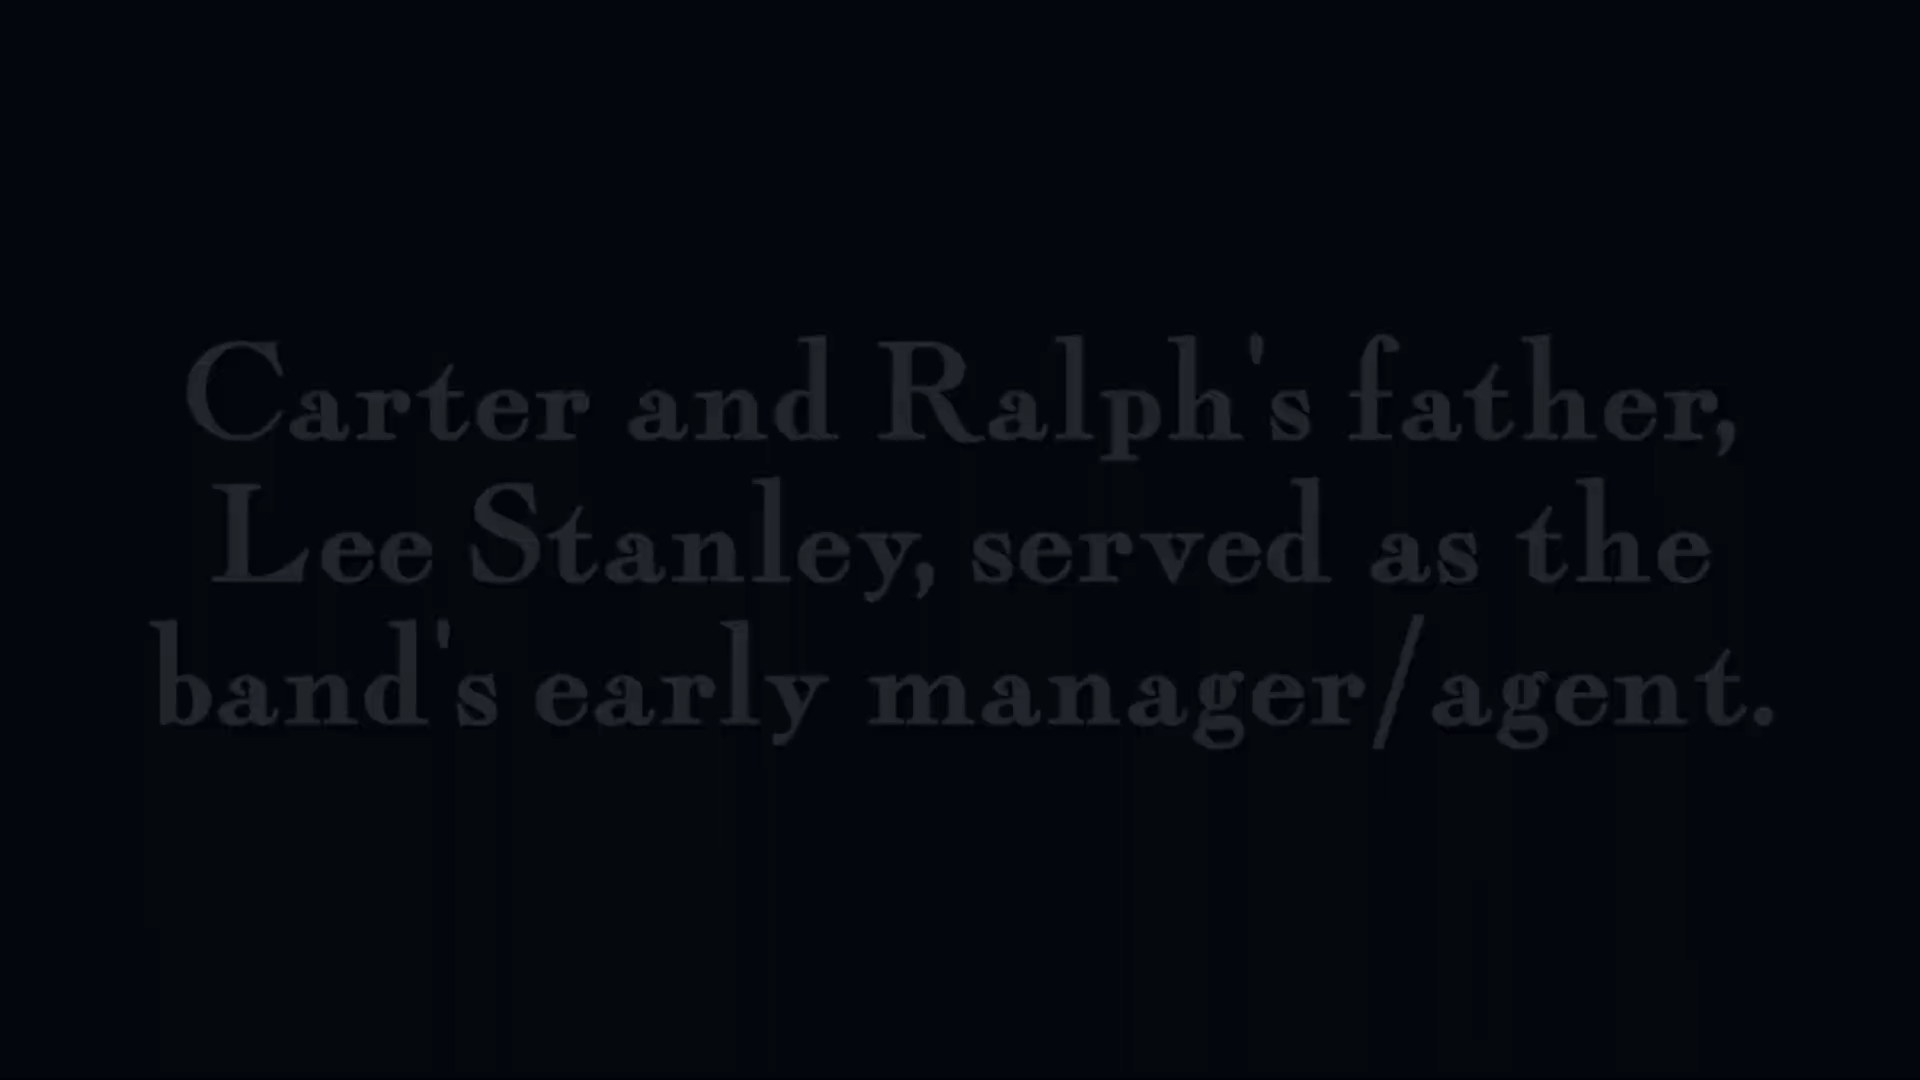 Carter and Ralph's father,
Lee Stanley, served as the
band's early manager/agent.